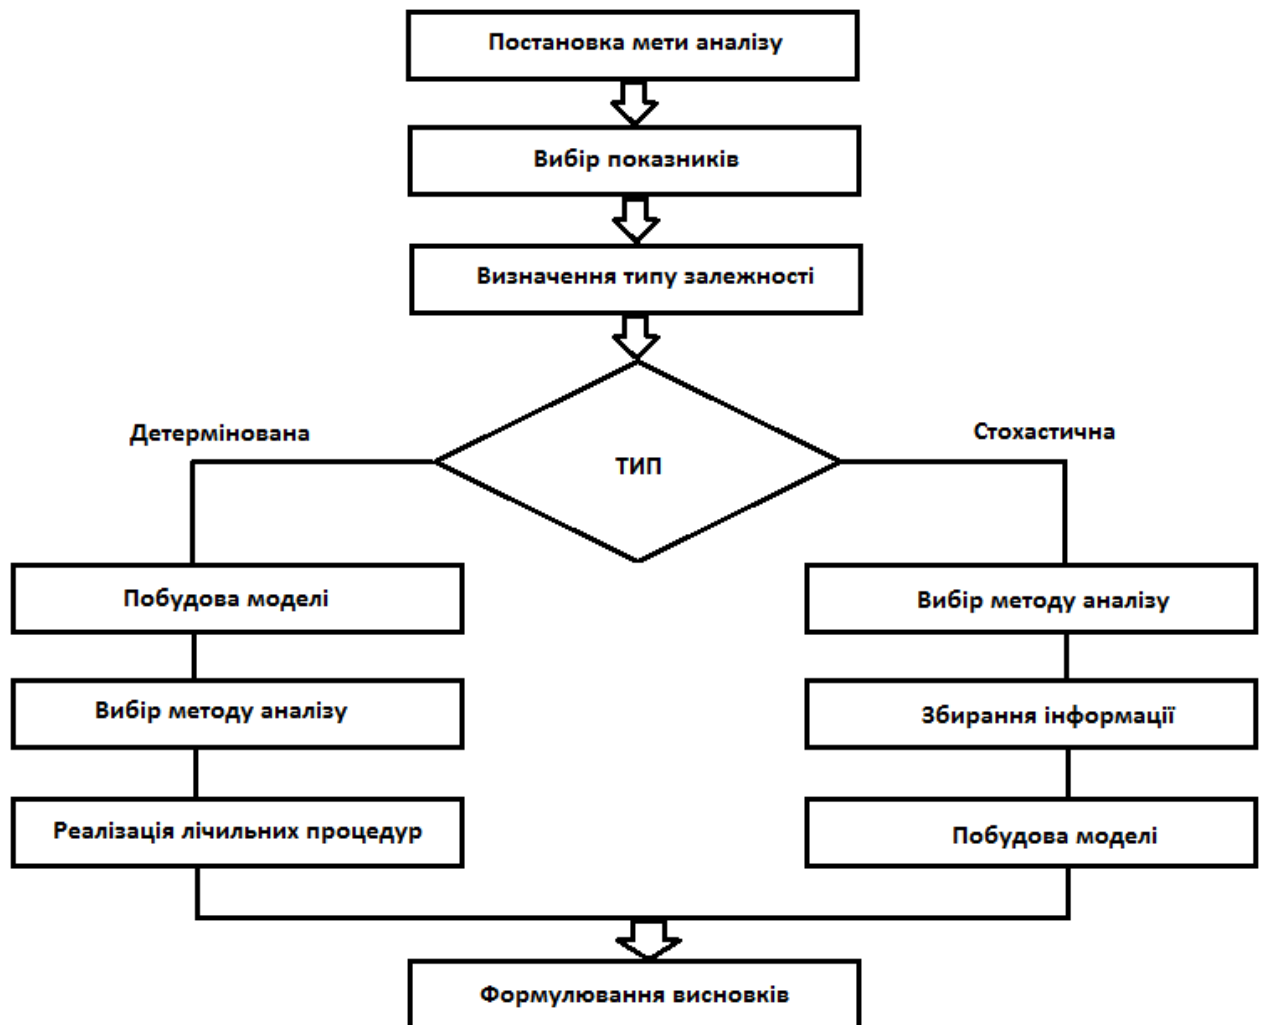 Постановка мети аналізу
Вибір показників
Визначення типу залежності
Детермінована
Стохастична
ТИП
Побудова моделі
Вибір методу аналізу
Реалізація лічильних процедур
Вибір методу аналізу
Збирання інформації
Побудова моделі
Формулювання висновків